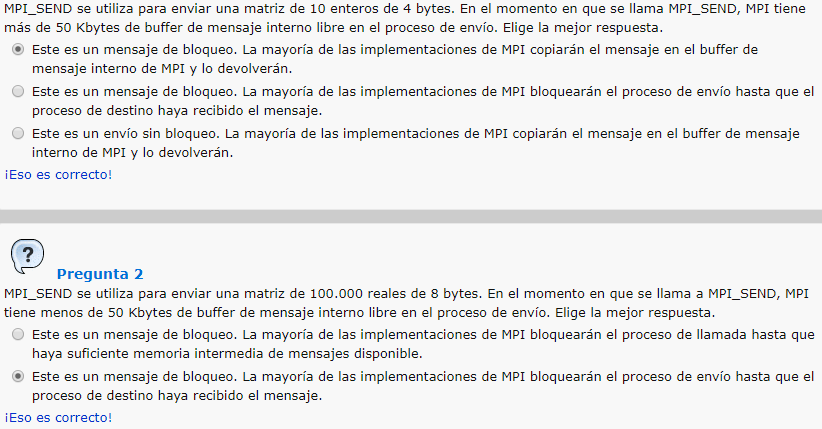 MPI_SEND se utiliza para enviar una matriz de 10 enteros de 4 bytes. En el momento en que se llama MPI_SEND, MPI tiene
más de 50 Kbytes de buffer de mensaje interno libre en el proceso de envío. Elige la mejor respuesta.
Este es un mensaje de bloqueo. La mayoría de las implementaciones de MPI copiarán el mensaje en el buffer de
mensaje interno de MPI y lo devolverán.
Este es un mensaje de bloqueo. La mayoría de las implementaciones de MPI bloquearán el proceso de envío hasta que el
proceso de destino haya recibido el mensaje.
Este es un envío sin bloqueo. La mayoría de las implementaciones de MPI copiarán el mensaje en el buffer de mensaje
interno de MPI y lo devolverán.
¡Eso es correcto!
?
Pregunta 2
MPI_SEND se utiliza para enviar una matriz de 100.000 reales de 8 bytes. En el momento en que se llama a MPI_SEND, MPI
tiene menos de 50 Kbytes de buffer de mensaje interno libre en el proceso de envío. Elige la mejor respuesta.
Este es un mensaje de bloqueo. La mayoría de las implementaciones de MPI bloquearán el proceso de llamada hasta que
haya suficiente memoria intermedia de mensajes disponible.
Este es un mensaje de bloqueo. La mayoría de las implementaciones de MPI bloquearán el proceso de envío hasta que el
proceso de destino haya recibido el mensaje.
¡Eso es correcto!